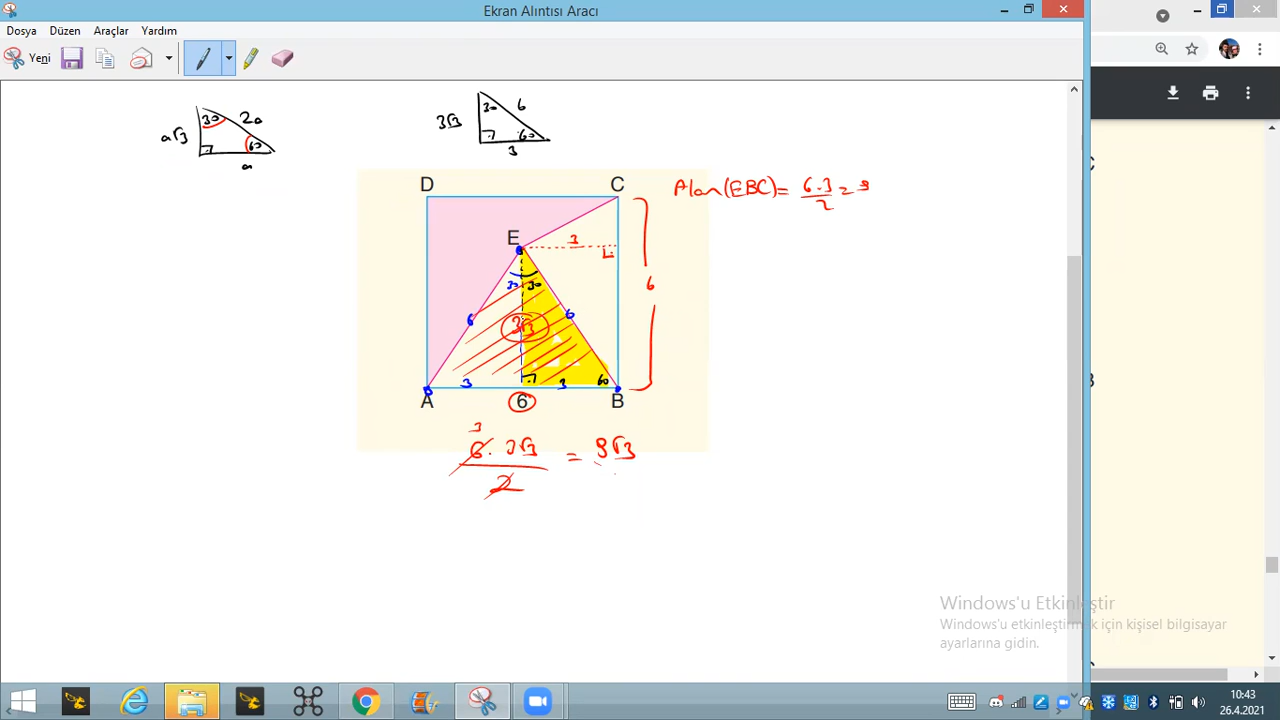 Ekran Alıntısı Aracı
Dosya Düzen Araçlar Yardım
Yeni
a√3 30 2a 60 a
3√3 30 6 60 3
D C
Alan(EBC)= 6.3/2 = 9
E 3
30 30
6 6 6
3√3
3 3 60
A 6 B
3
6. 3√3 / 2 = 9√3
Windows'u Etkinleştir
Windows'u etkinleştirmek için kişisel bilgisayar
ayarlarına gidin.
10:43
26.4.2021